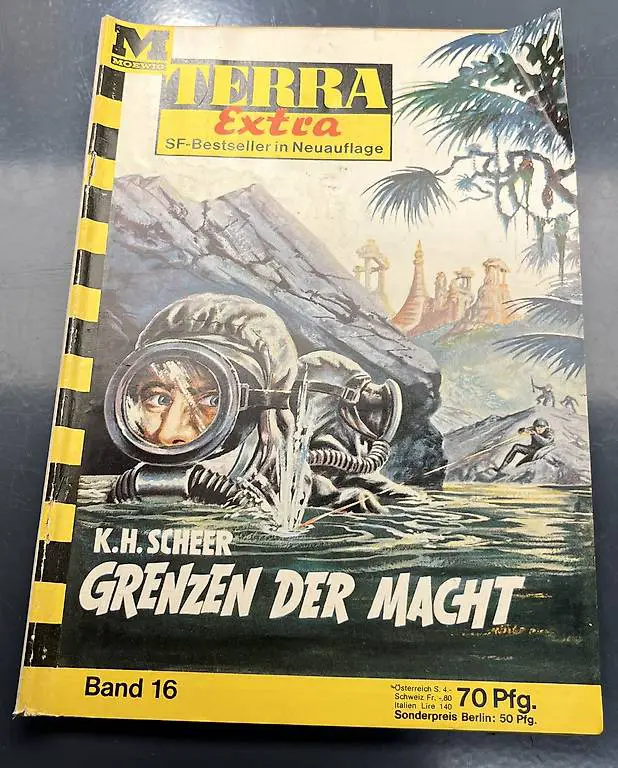 M
MOEWIG
TERRA
Extra
SF-Bestseller in Neuauflage
K.H. SCHEER
GRENZEN DER MACHT
Band 16
Österreich S. 4.-
Schweiz Fr. -.80
Italien Lire 140
70 Pfg.
Sonderpreis Berlin: 50 Pfg.